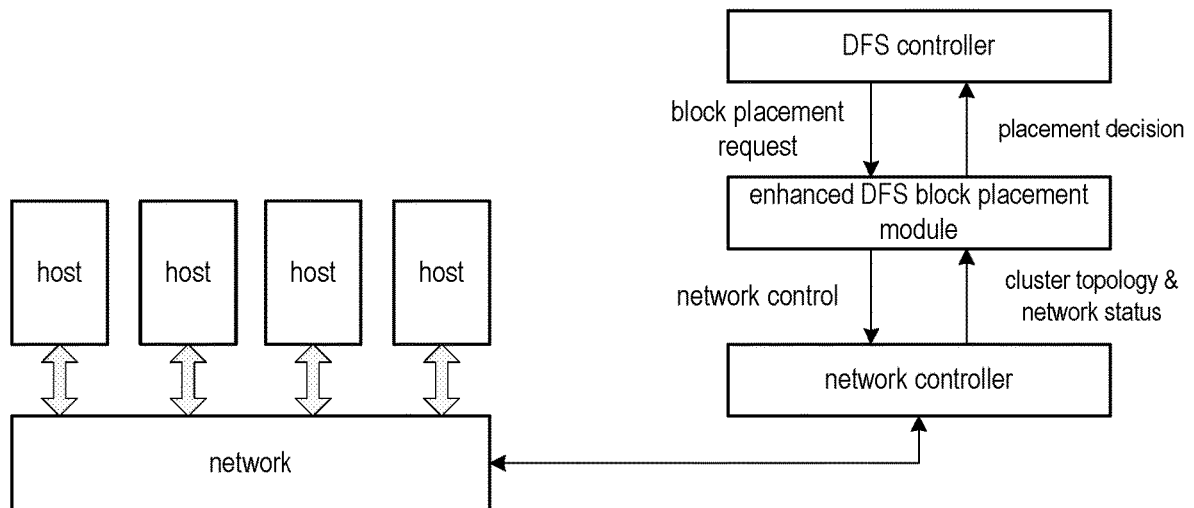 DFS controller
block placement
request
placement decision
enhanced DFS block placement
module
host
host
host
host
network control
cluster topology &
network status
network controller
network